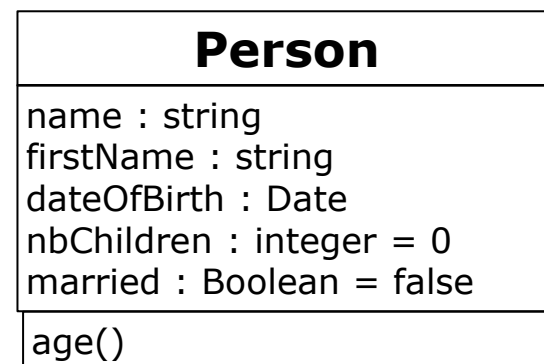 Person
name : string
firstName : string
dateOfBirth : Date
nbChildren : integer = 0
married : Boolean = false
age()